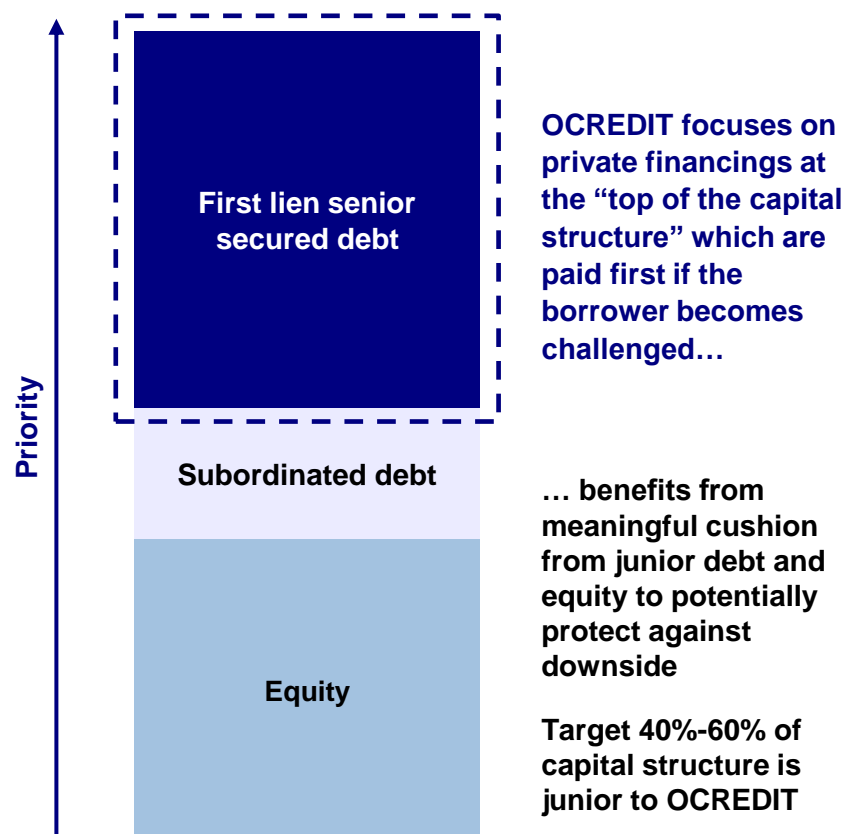 Priority
First lien senior
secured debt
Subordinated debt
Equity
OCREDIT focuses on
private financings at
the “top of the capital
structure” which are
paid first if the
borrower becomes
challenged…
… benefits from
meaningful cushion
from junior debt and
equity to potentially
protect against
downside
Target 40%-60% of
capital structure is
junior to OCREDIT